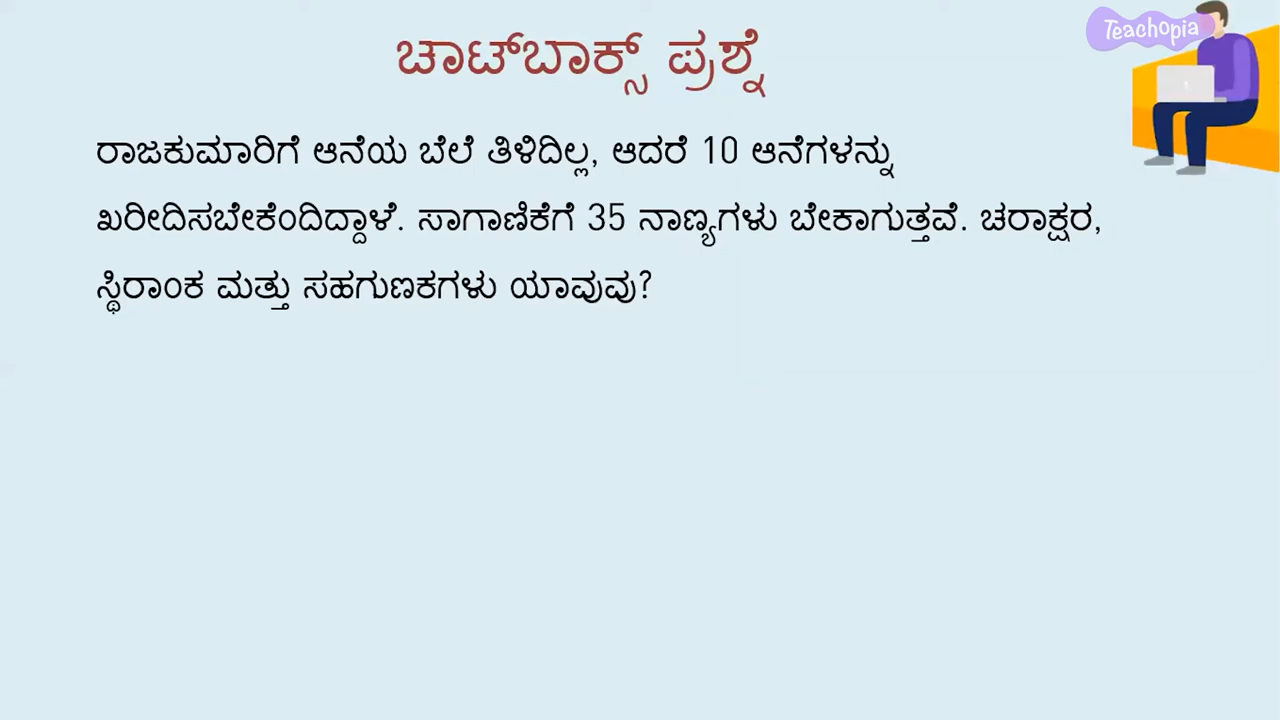 Teachopia
ಚಾಟ್‌ಬಾಕ್ಸ್ ಪ್ರಶ್ನೆ
ರಾಜಕುಮಾರಿಗೆ ಆನೆಯ ಬೆಲೆ ತಿಳಿದಿಲ್ಲ, ಆದರೆ 10 ಆನೆಗಳನ್ನು
ಖರೀದಿಸಬೇಕೆಂದಿದ್ದಾಳೆ. ಸಾಗಾಣಿಕೆಗೆ 35 ನಾಣ್ಯಗಳು ಬೇಕಾಗುತ್ತವೆ. ಚರಾಕ್ಷರ,
ಸ್ಥಿರಾಂಕ ಮತ್ತು ಸಹಗುಣಕಗಳು ಯಾವುವು?